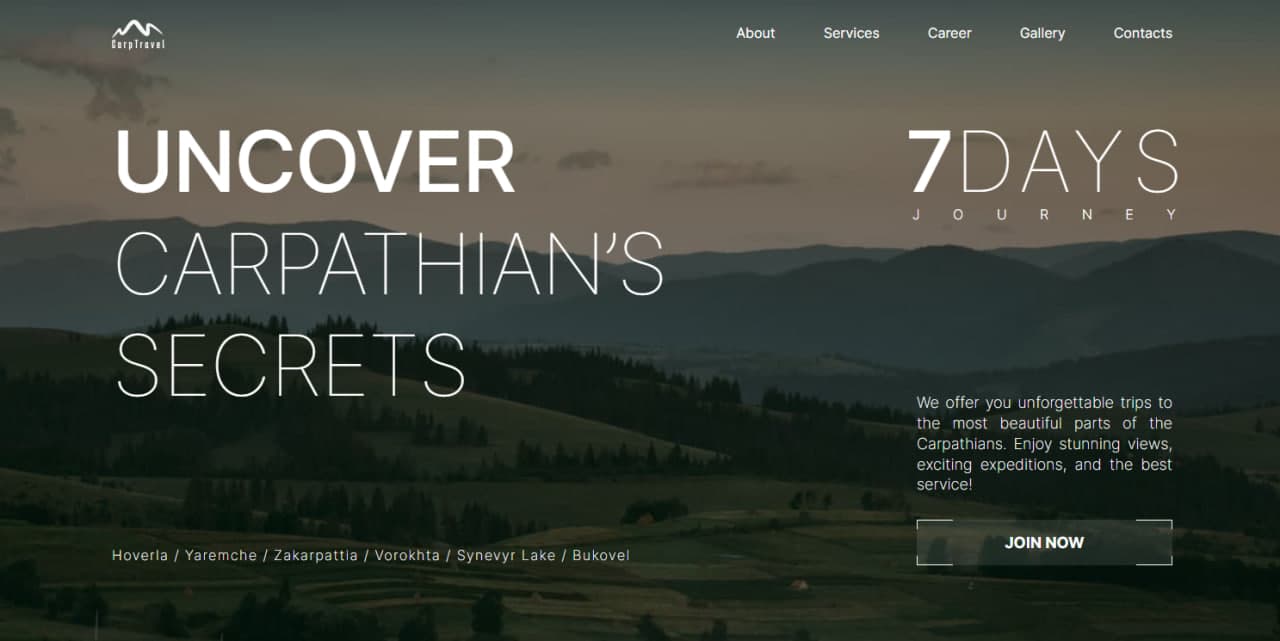 CarpTravel
About Services Career Gallery Contacts
UNCOVER
CARPATHIAN’S
SECRETS
7DAYS
JOURNEY
We offer you unforgettable trips to
the most beautiful parts of the
Carpathians. Enjoy stunning views,
exciting expeditions, and the best
service!
JOIN NOW
Hoverla / Yaremche / Zakarpattia / Vorokhta / Synevyr Lake / Bukovel